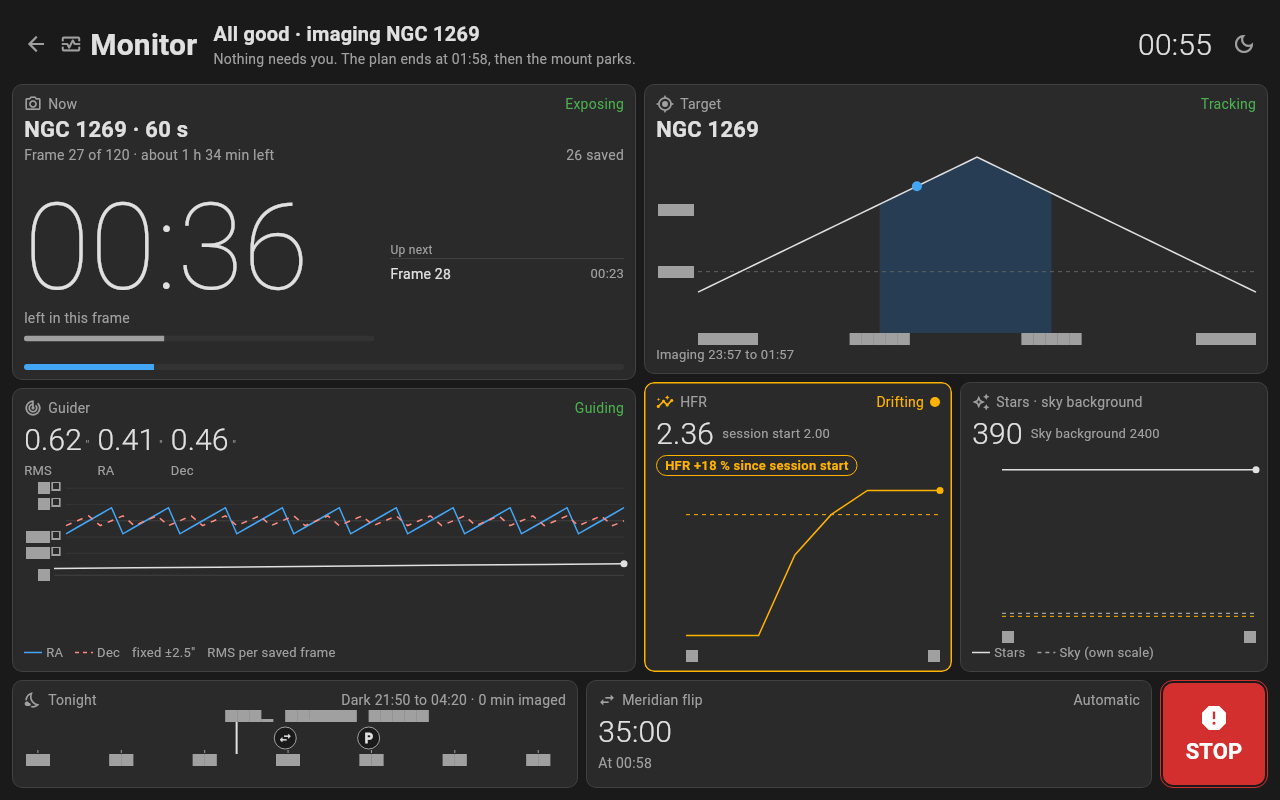 Monitor
All good · imaging NGC 1269
Nothing needs you. The plan ends at 01:58, then the mount parks.
00:55
Now
Exposing
NGC 1269 · 60 s
Frame 27 of 120 · about 1 h 34 min left
26 saved
00:36
left in this frame
Up next
Frame 28
00:23
Target
Tracking
NGC 1269
Imaging 23:57 to 01:57
Guider
Guiding
0.62" 0.41" 0.46"
RMS RA Dec
RA Dec fixed ±2.5" RMS per saved frame
HFR
Drifting
2.36 session start 2.00
HFR +18 % since session start
Stars · sky background
390 Sky background 2400
Stars Sky (own scale)
Tonight
Dark 21:50 to 04:20 · 0 min imaged
P
Meridian flip
Automatic
35:00
At 00:58
STOP